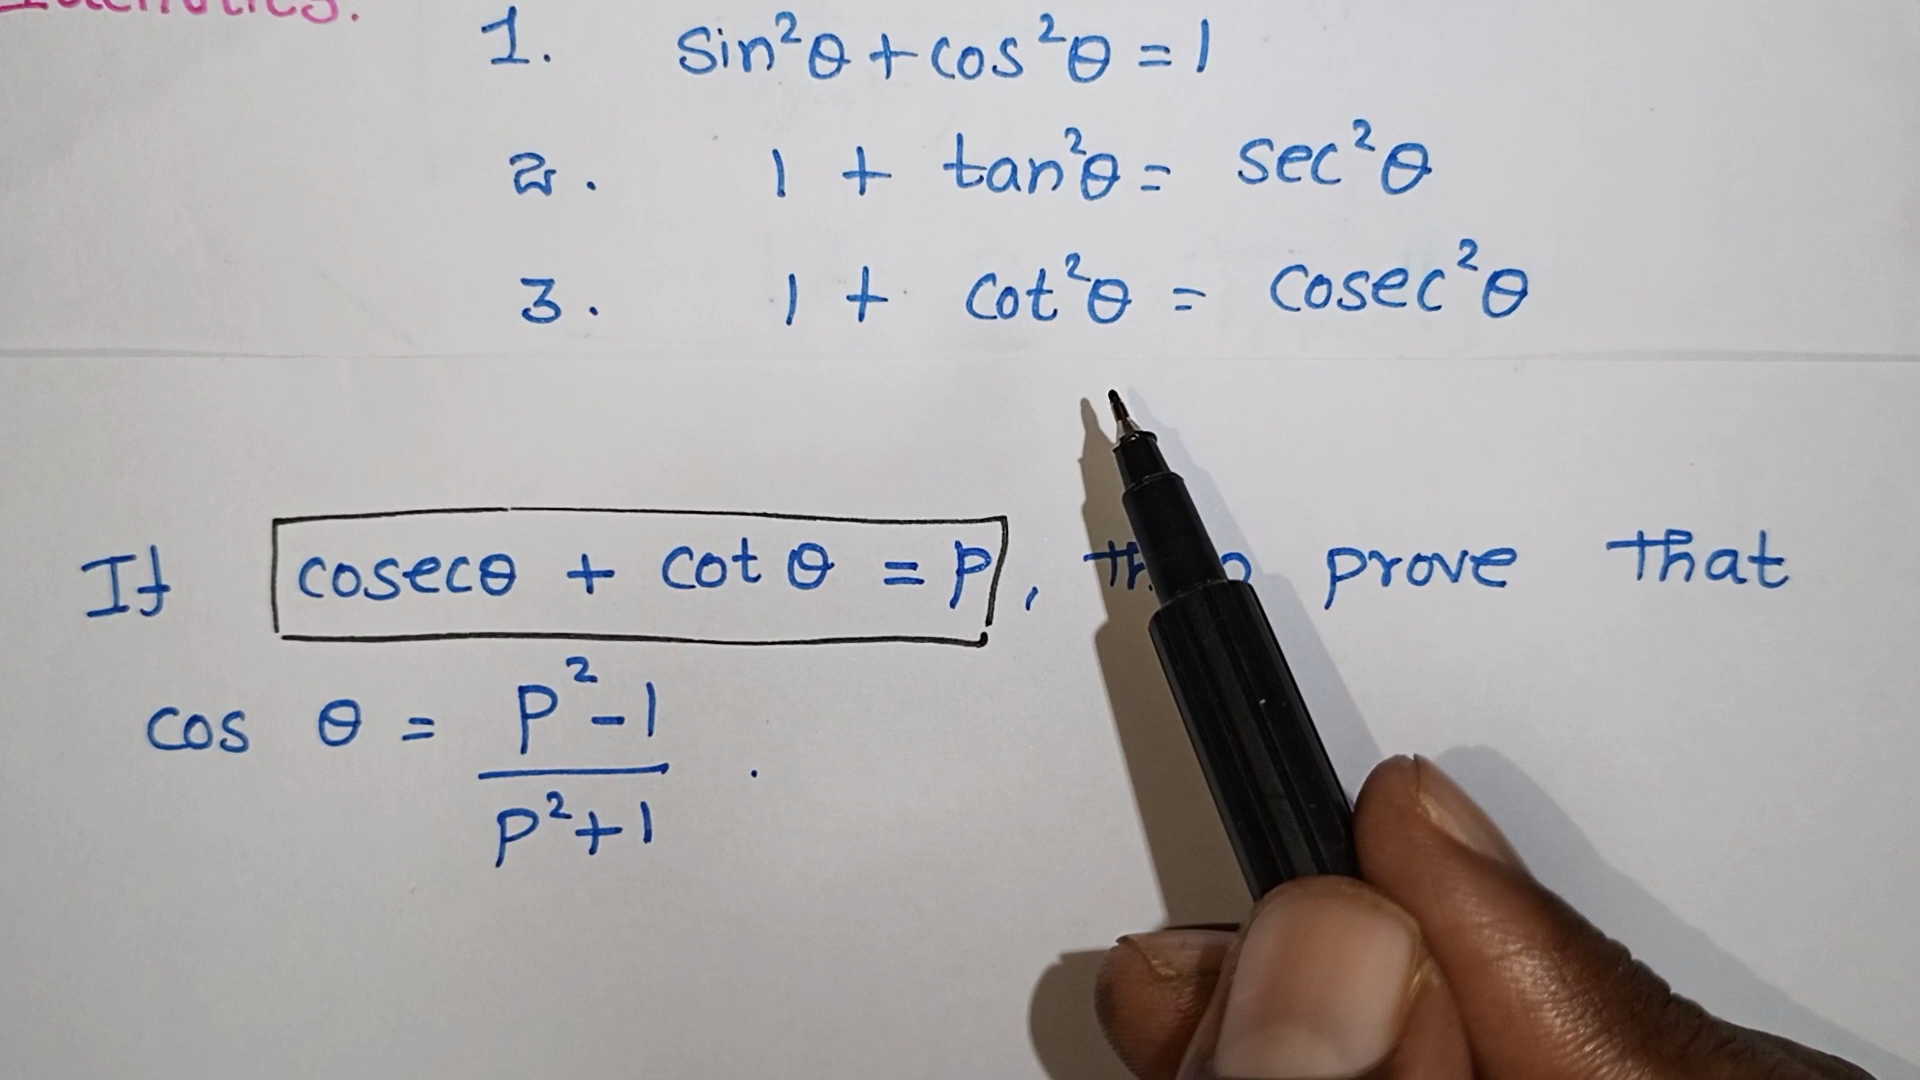 1. sin²θ + cos²θ = 1
2. 1 + tan²θ = sec²θ
3. 1 + cot²θ = cosec²θ
If cosecθ + cot θ = P, prove that
cos θ = P²-1
P²+1 .